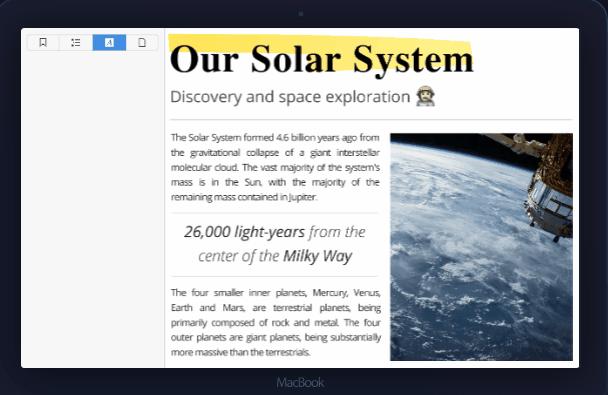 Our Solar System
Discovery and space exploration 👩‍🚀
The Solar System formed 4.6 billion years ago from
the gravitational collapse of a giant interstellar
molecular cloud. The vast majority of the system's
mass is in the Sun, with the majority of the
remaining mass contained in Jupiter.
26,000 light-years from the
center of the Milky Way
The four smaller inner planets, Mercury, Venus,
Earth and Mars, are terrestrial planets, being
primarily composed of rock and metal. The four
outer planets are giant planets, being substantially
more massive than the terrestrials.
MacBook